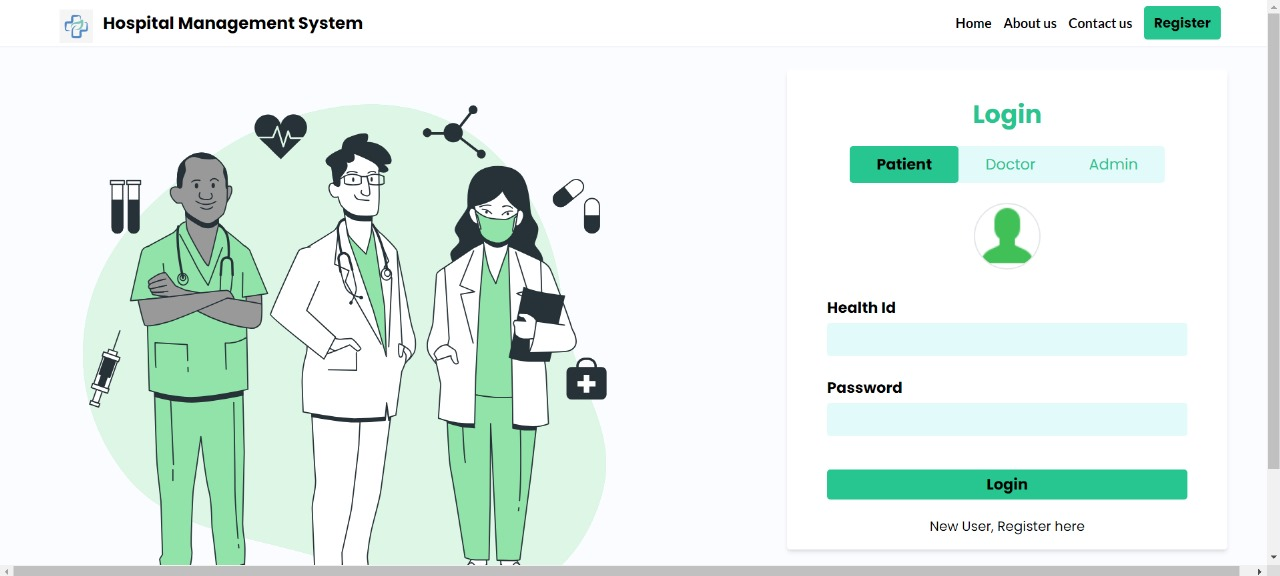 Hospital Management System
Home About us Contact us Register
Login
Patient Doctor Admin
Health Id
Password
Login
New User, Register here